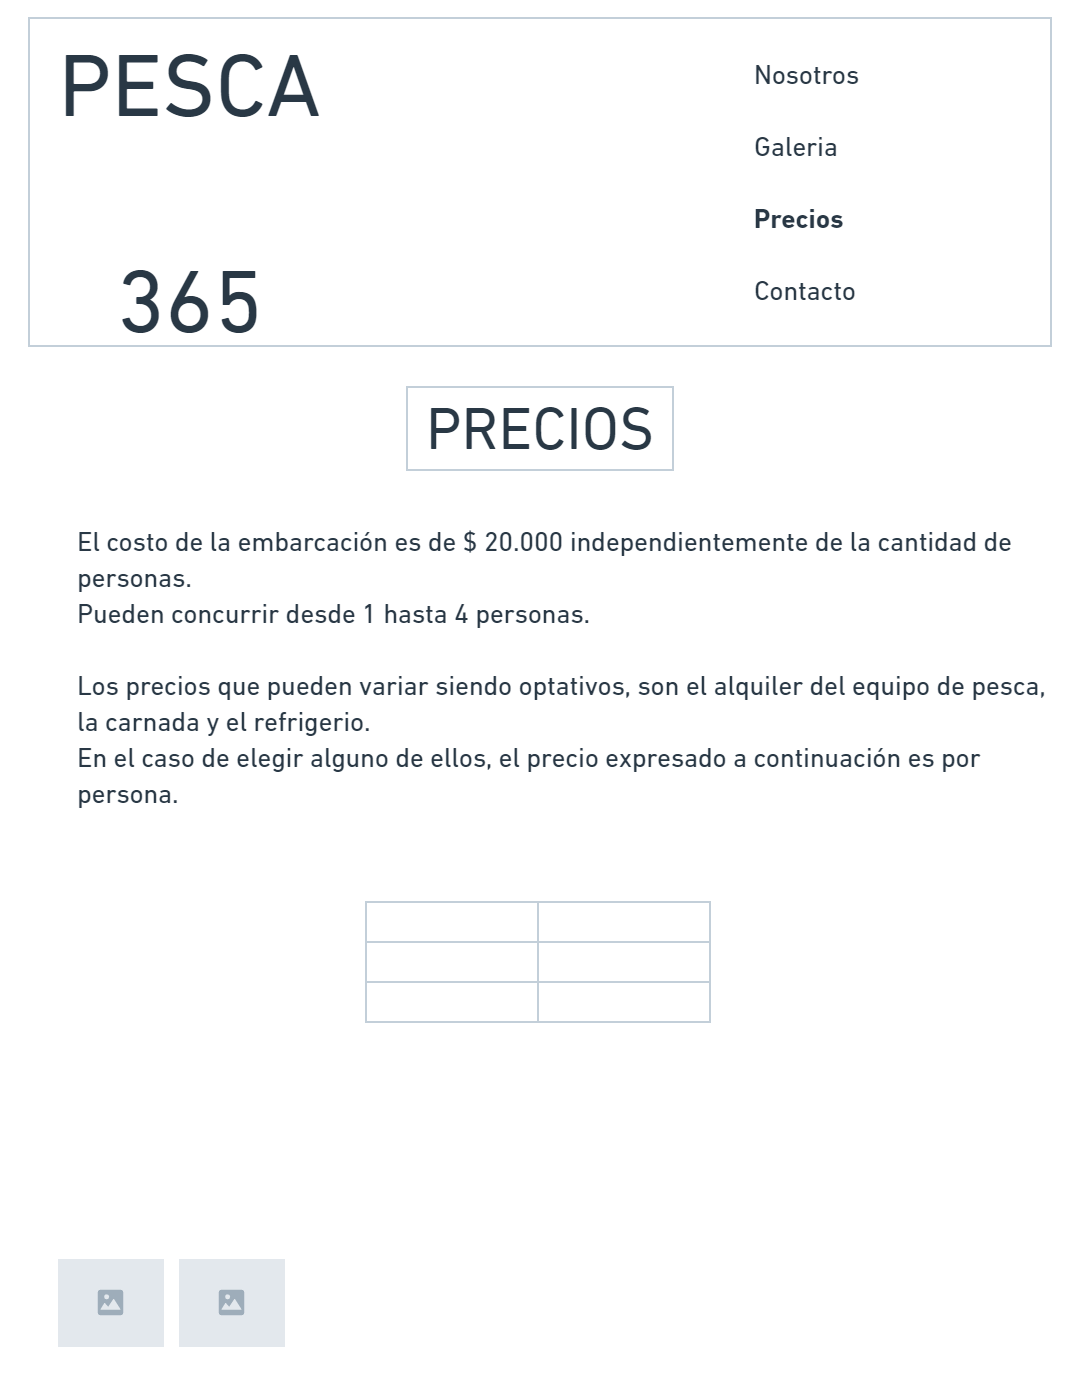 PESCA
365
Nosotros
Galeria
Precios
Contacto
PRECIOS
El costo de la embarcación es de $ 20.000 independientemente de la cantidad de
personas.
Pueden concurrir desde 1 hasta 4 personas.
Los precios que pueden variar siendo optativos, son el alquiler del equipo de pesca,
la carnada y el refrigerio.
En el caso de elegir alguno de ellos, el precio expresado a continuación es por
persona.